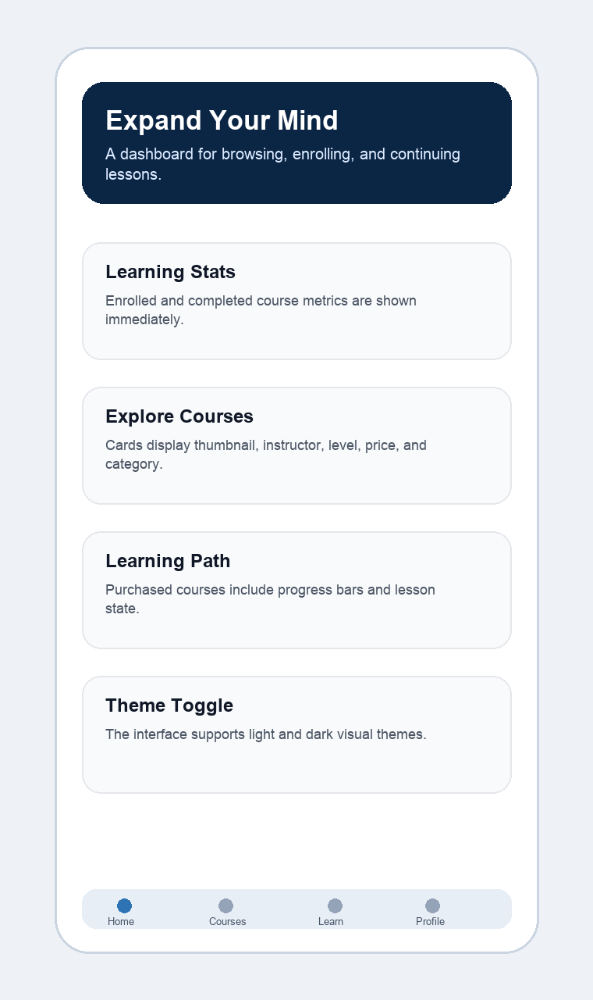 Expand Your Mind
A dashboard for browsing, enrolling, and continuing
lessons.
Learning Stats
Enrolled and completed course metrics are shown
immediately.
Explore Courses
Cards display thumbnail, instructor, level, price, and
category.
Learning Path
Purchased courses include progress bars and lesson
state.
Theme Toggle
The interface supports light and dark visual themes.
Home Courses Learn Profile